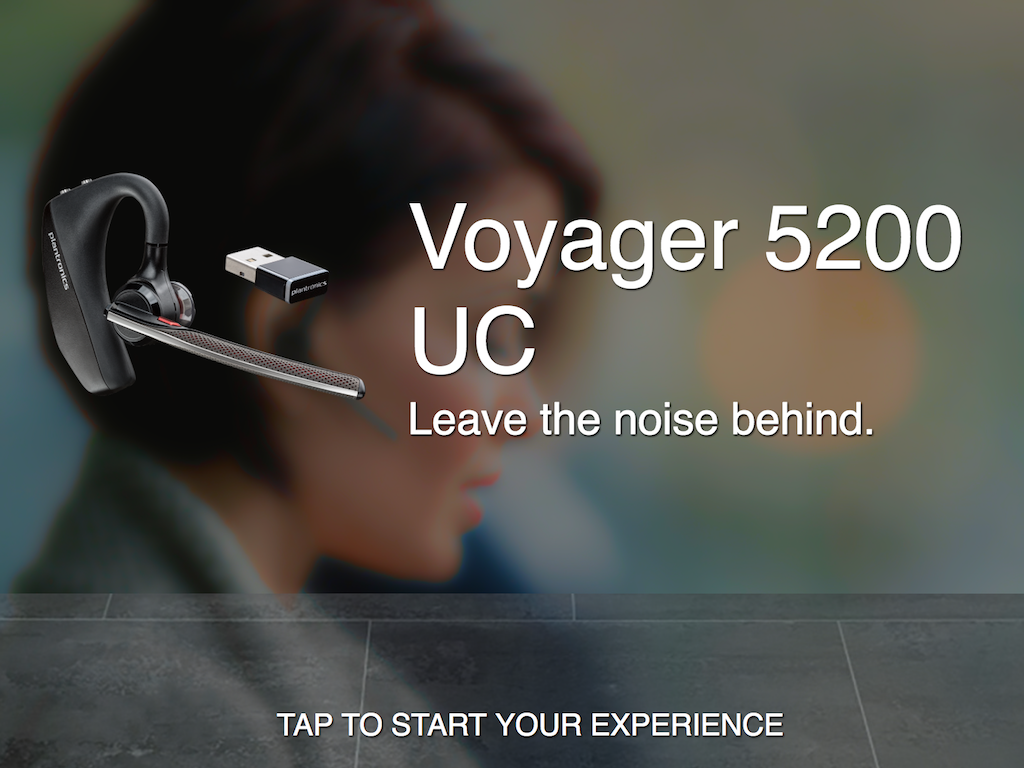 plantronics
plantronics
Voyager 5200
UC
Leave the noise behind.
TAP TO START YOUR EXPERIENCE